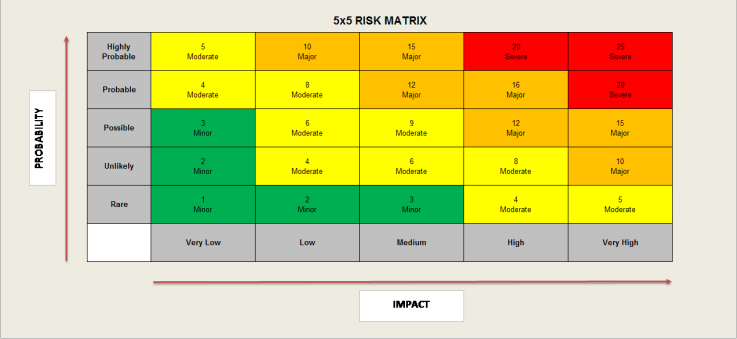 5x5 RISK MATRIX
Highly Probable
5 Moderate
10 Major
15 Major
20 Severe
25 Severe
Probable
4 Moderate
8 Moderate
12 Major
16 Major
20 Severe
PROBABILITY
Possible
3 Minor
6 Moderate
9 Moderate
12 Major
15 Major
Unlikely
2 Minor
4 Moderate
6 Moderate
8 Moderate
10 Major
Rare
1 Minor
2 Minor
3 Minor
4 Moderate
5 Moderate
Very Low
Low
Medium
High
Very High
IMPACT